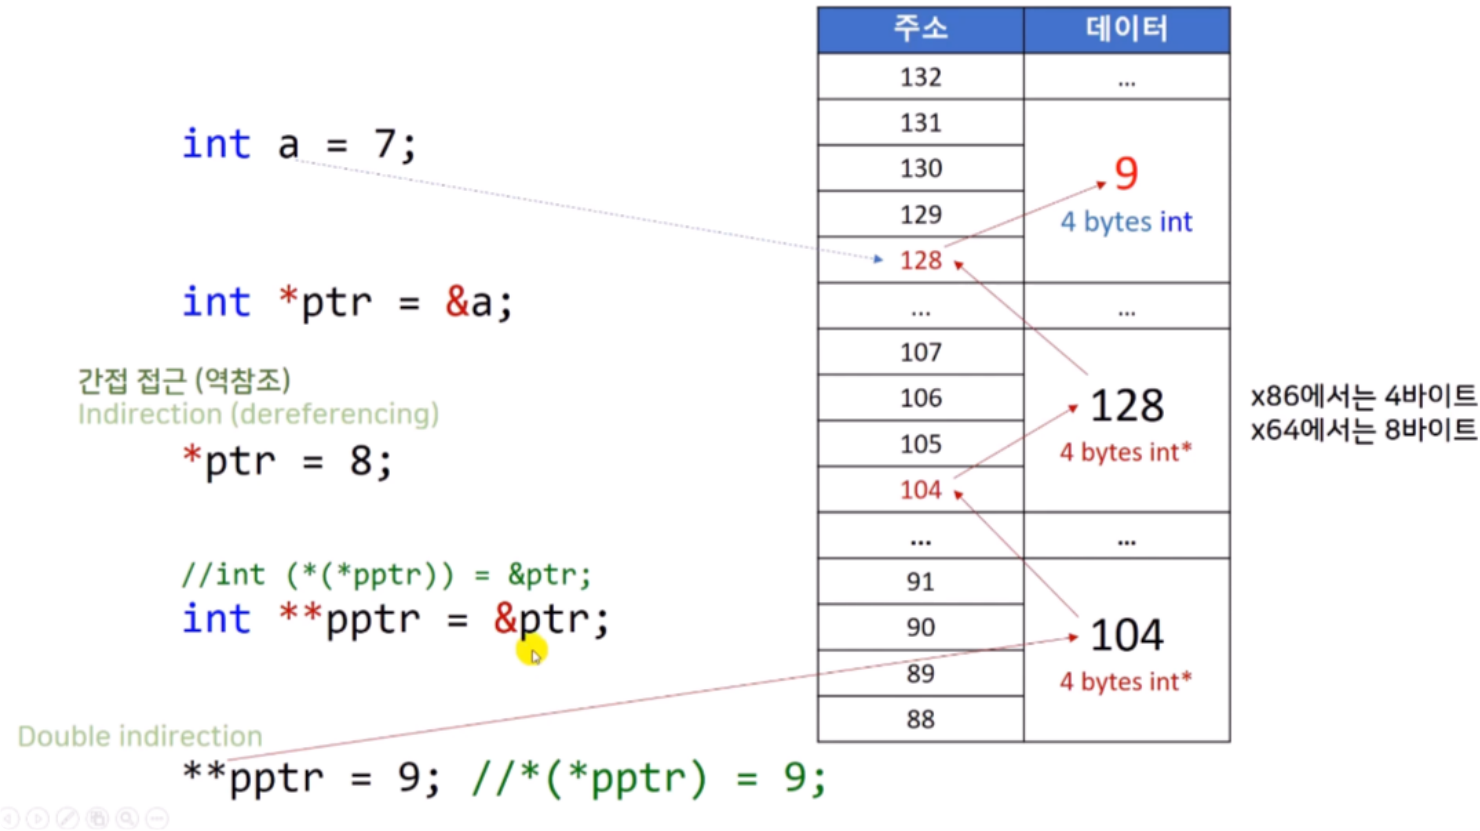 int a = 7;
int *ptr = &a;
간접 접근 (역참조)
Indirection (dereferencing)
*ptr = 8;
//int (*(*pptr)) = &ptr;
int **pptr = &ptr;
Double indirection
**pptr = 9; //*(*pptr) = 9;
주소 데이터
132 ...
131
130
129
128
9
4 bytes int
... ...
107
106
105
104
128
4 bytes int*
x86에서는 4바이트
x64에서는 8바이트
... ...
91
90
89
88
104
4 bytes int*